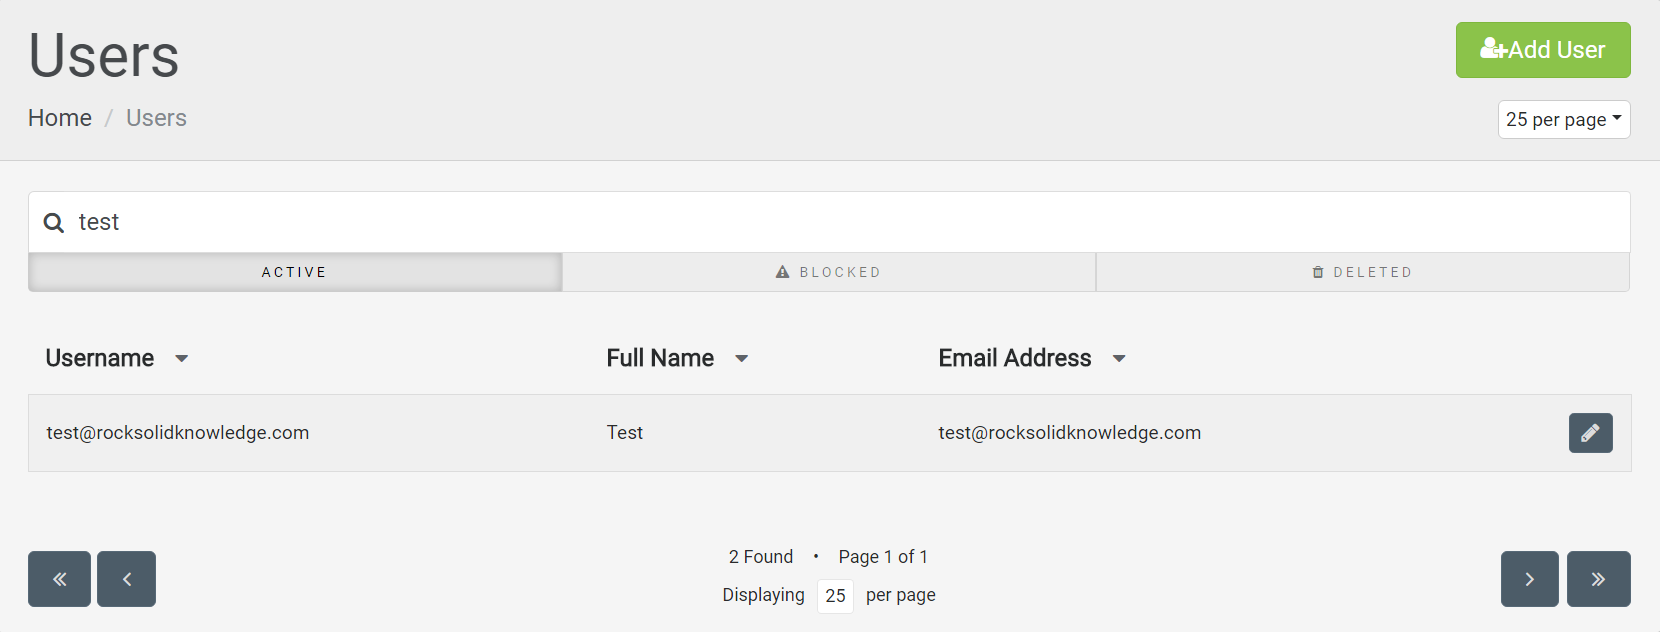 Users
Add User
Home / Users
25 per page
test
ACTIVE BLOCKED DELETED
Username Full Name Email Address
test@rocksolidknowledge.com Test test@rocksolidknowledge.com
2 Found • Page 1 of 1
Displaying 25 per page